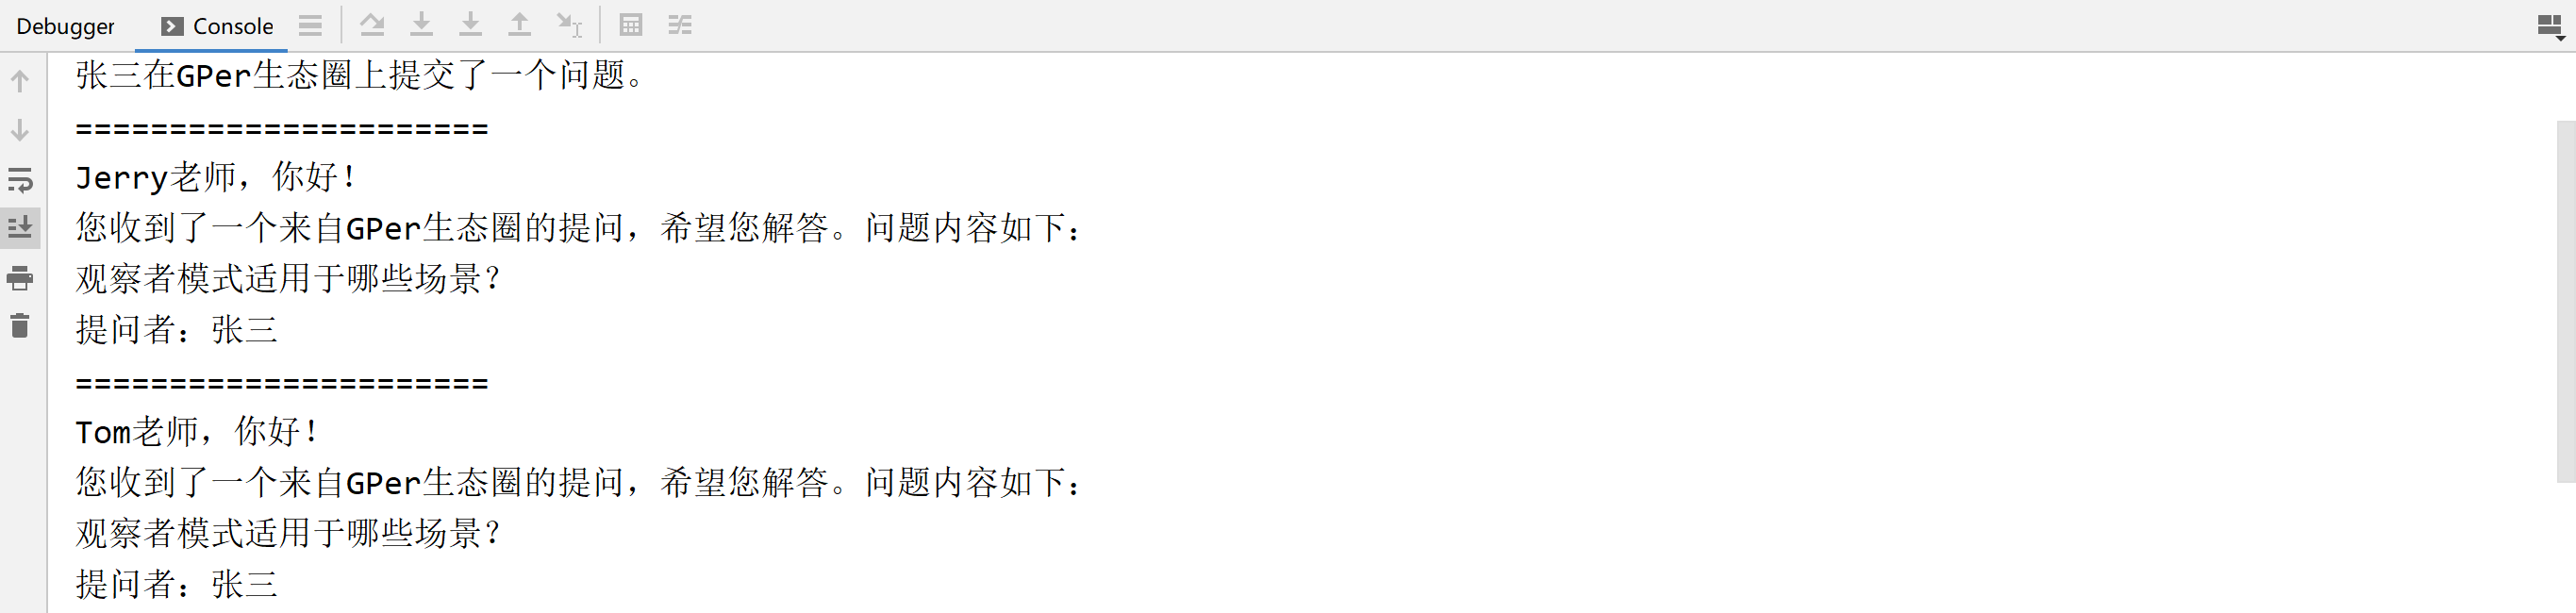 Debugger Console
张三在GPer生态圈上提交了一个问题。
======================
Jerry老师，你好！
您收到了一个来自GPer生态圈的提问，希望您解答。问题内容如下：
观察者模式适用于哪些场景？
提问者：张三
======================
Tom老师，你好！
您收到了一个来自GPer生态圈的提问，希望您解答。问题内容如下：
观察者模式适用于哪些场景？
提问者：张三